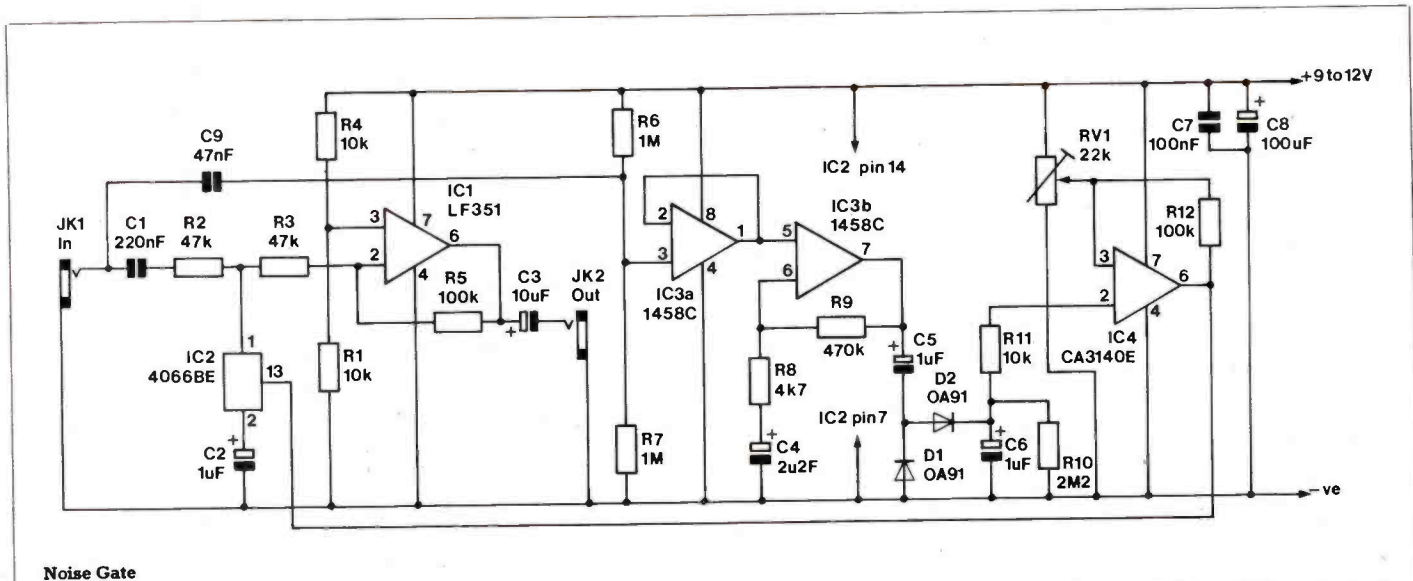 +9 to 12V
C9
47nF
R4
10k
R6
1M
C7
100nF
+
C8
100uF
RV1
22k
IC2 pin 14
JK1
In
C1
220nF
R2
47k
R3
47k
IC1
LF351
3
2
7
6
4
R5
100k
C3
10uF
+
JK2
Out
2
3
8
1
4
IC3a
1458C
IC3b
1458C
5
6
7
R9
470k
R12
100k
3
2
7
6
4
IC4
CA3140E
R11
10k
1
IC2
4066BE
13
2
+
C2
1uF
R1
10k
R7
1M
R8
4k7
+
C4
2u2F
IC2 pin7
+
C5
1uF
D2
OA91
D1
OA91
+
C6
1uF
R10
2M2
-ve
Noise Gate